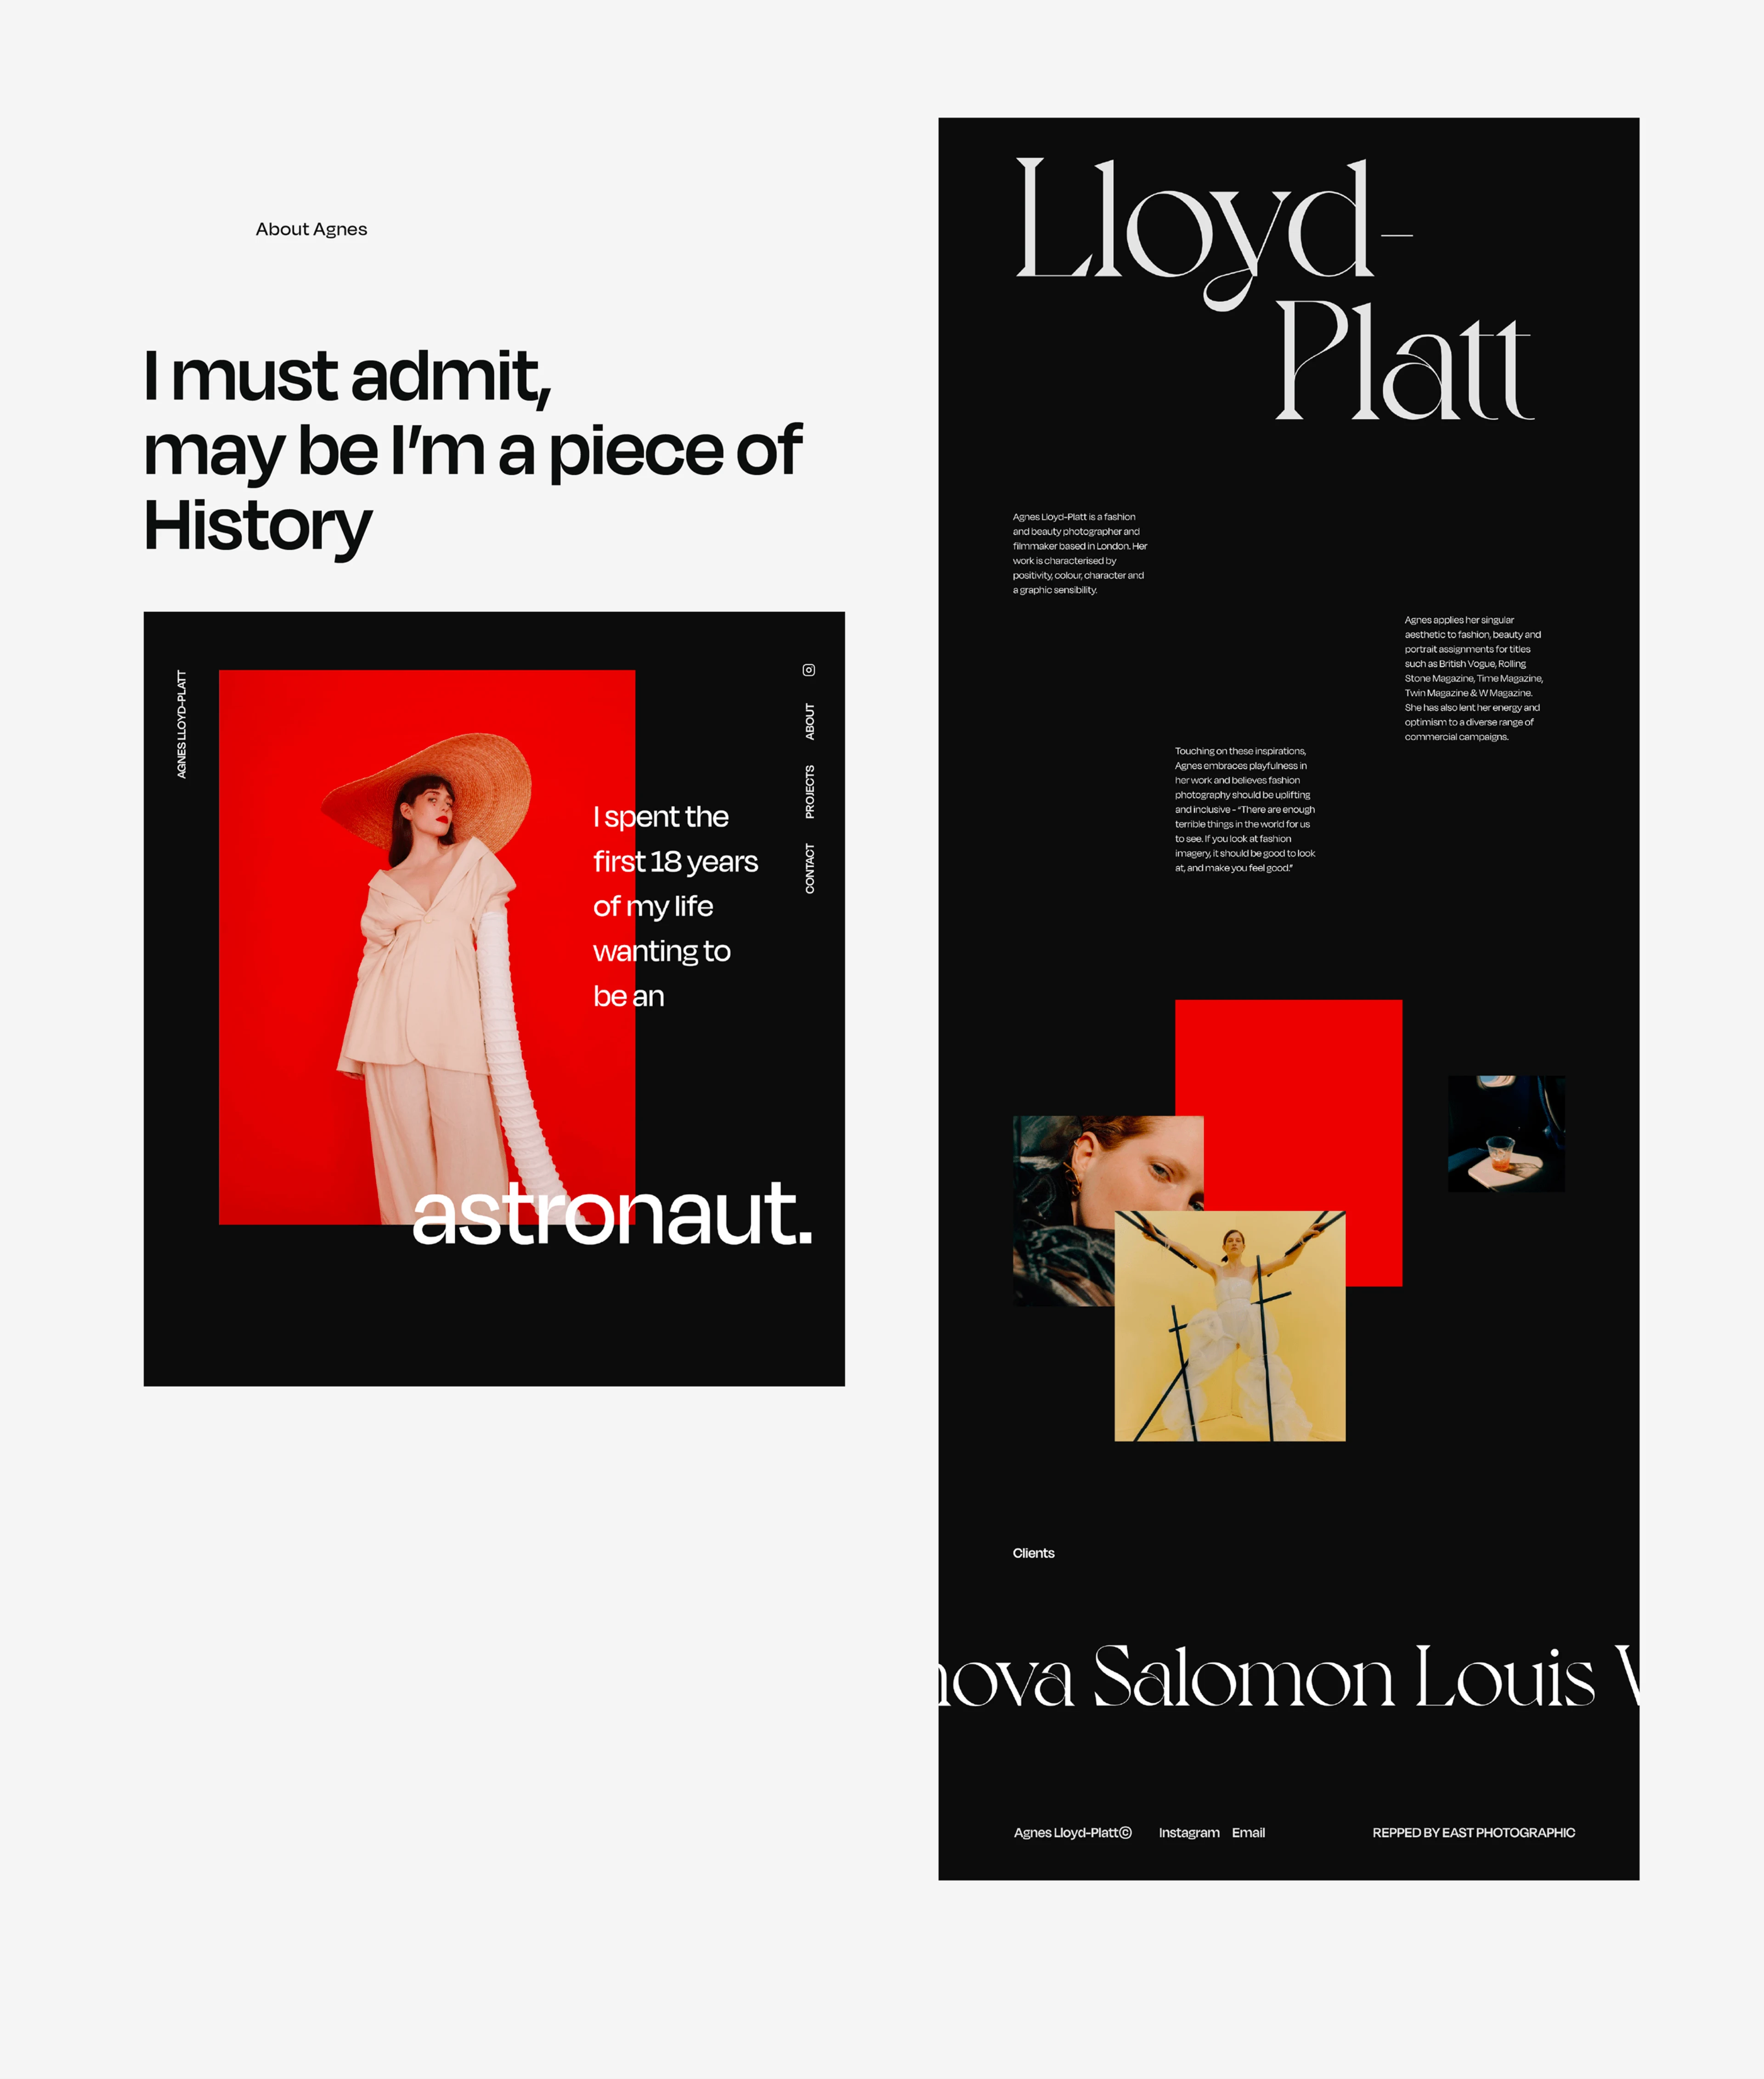 About Agnes
I must admit,
may be I’m a piece of
History
AGNES LLOYD-PLATT
ABOUT
PROJECTS
CONTACT
I spent the
first 18 years
of my life
wanting to
be an
astronaut.
Lloyd-
Platt
Agnes Lloyd-Platt is a fashion
and beauty photographer and
filmmaker based in London. Her
work is characterised by
positivity, colour, character and
a graphic sensibility.
Agnes applies her singular
aesthetic to fashion, beauty and
portrait assignments for titles
such as British Vogue, Rolling
Stone Magazine, Time Magazine,
Twin Magazine & W Magazine.
She has also lent her energy and
optimism to a diverse range of
commercial campaigns.
Touching on these inspirations,
Agnes embraces playfulness in
her work and believes fashion
photography should be uplifting
and inclusive - “There are enough
terrible things in the world for us
to see. If you look at fashion
imagery, it should be good to look
at, and make you feel good.”
Clients
nova Salomon Louis V
Agnes Lloyd-Platt© Instagram Email REPPED BY EAST PHOTOGRAPHIC